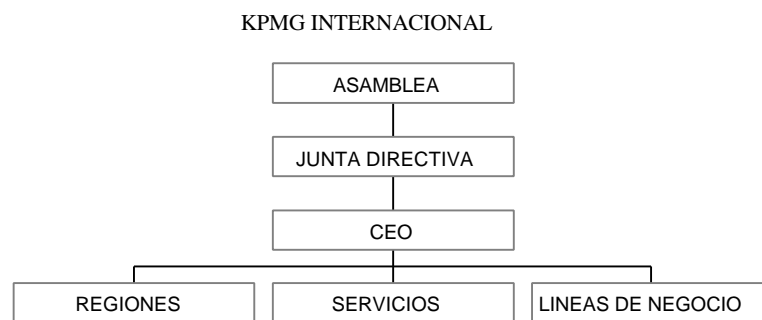 KPMG INTERNACIONAL
ASAMBLEA
JUNTA DIRECTIVA
CEO
REGIONES
SERVICIOS
LINEAS DE NEGOCIO